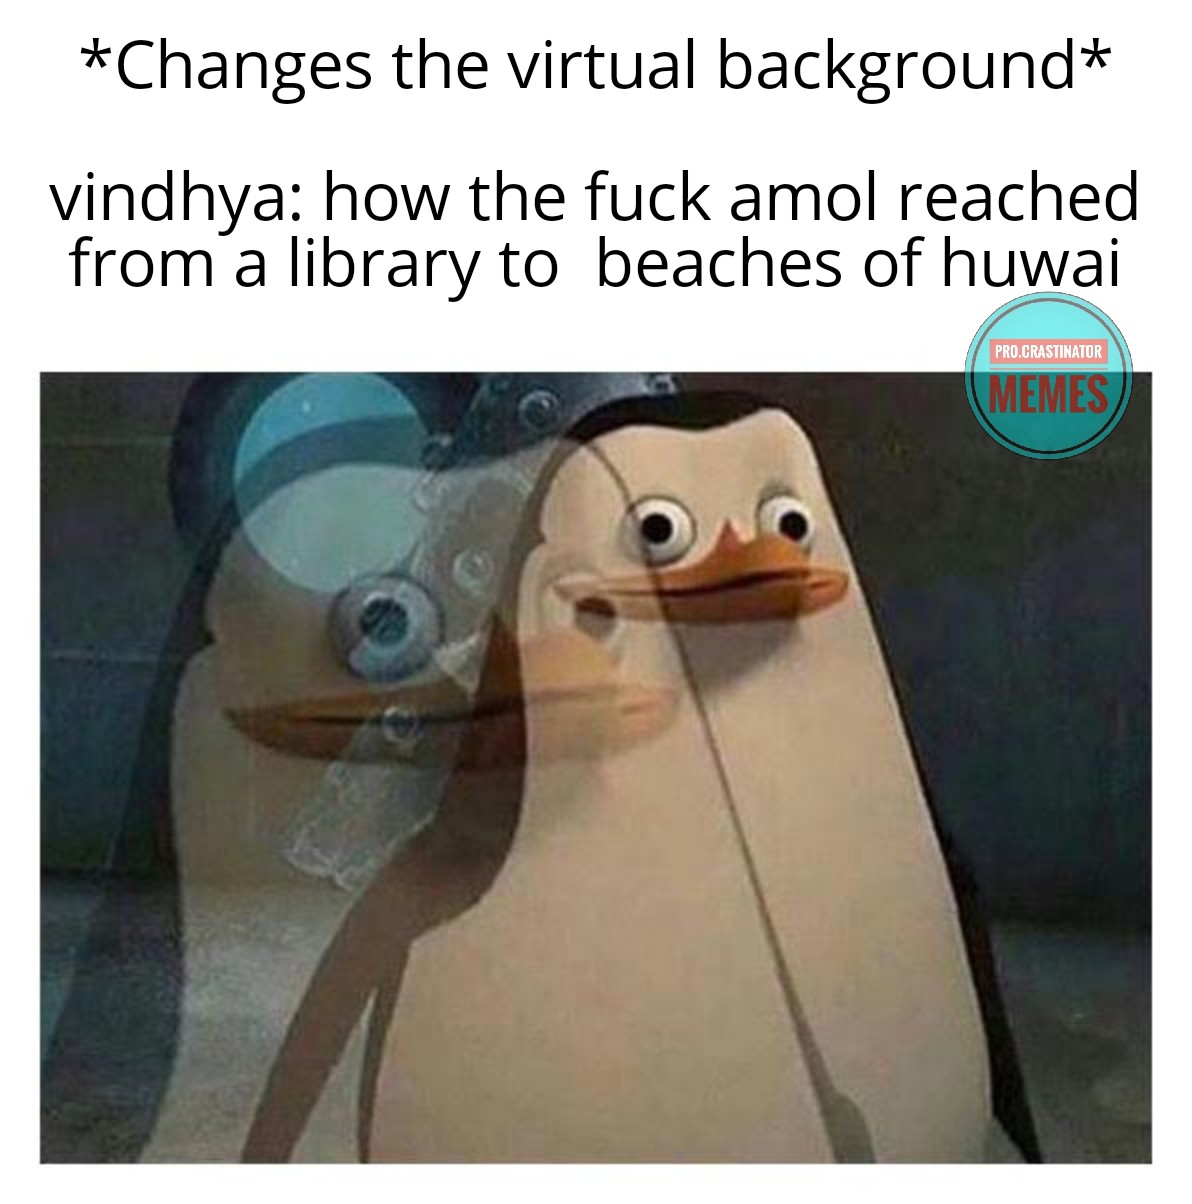 *Changes the virtual background*
vindhya: how the fuck amol reached
from a library to  beaches of huwai
PRO.CRASTINATOR
MEMES